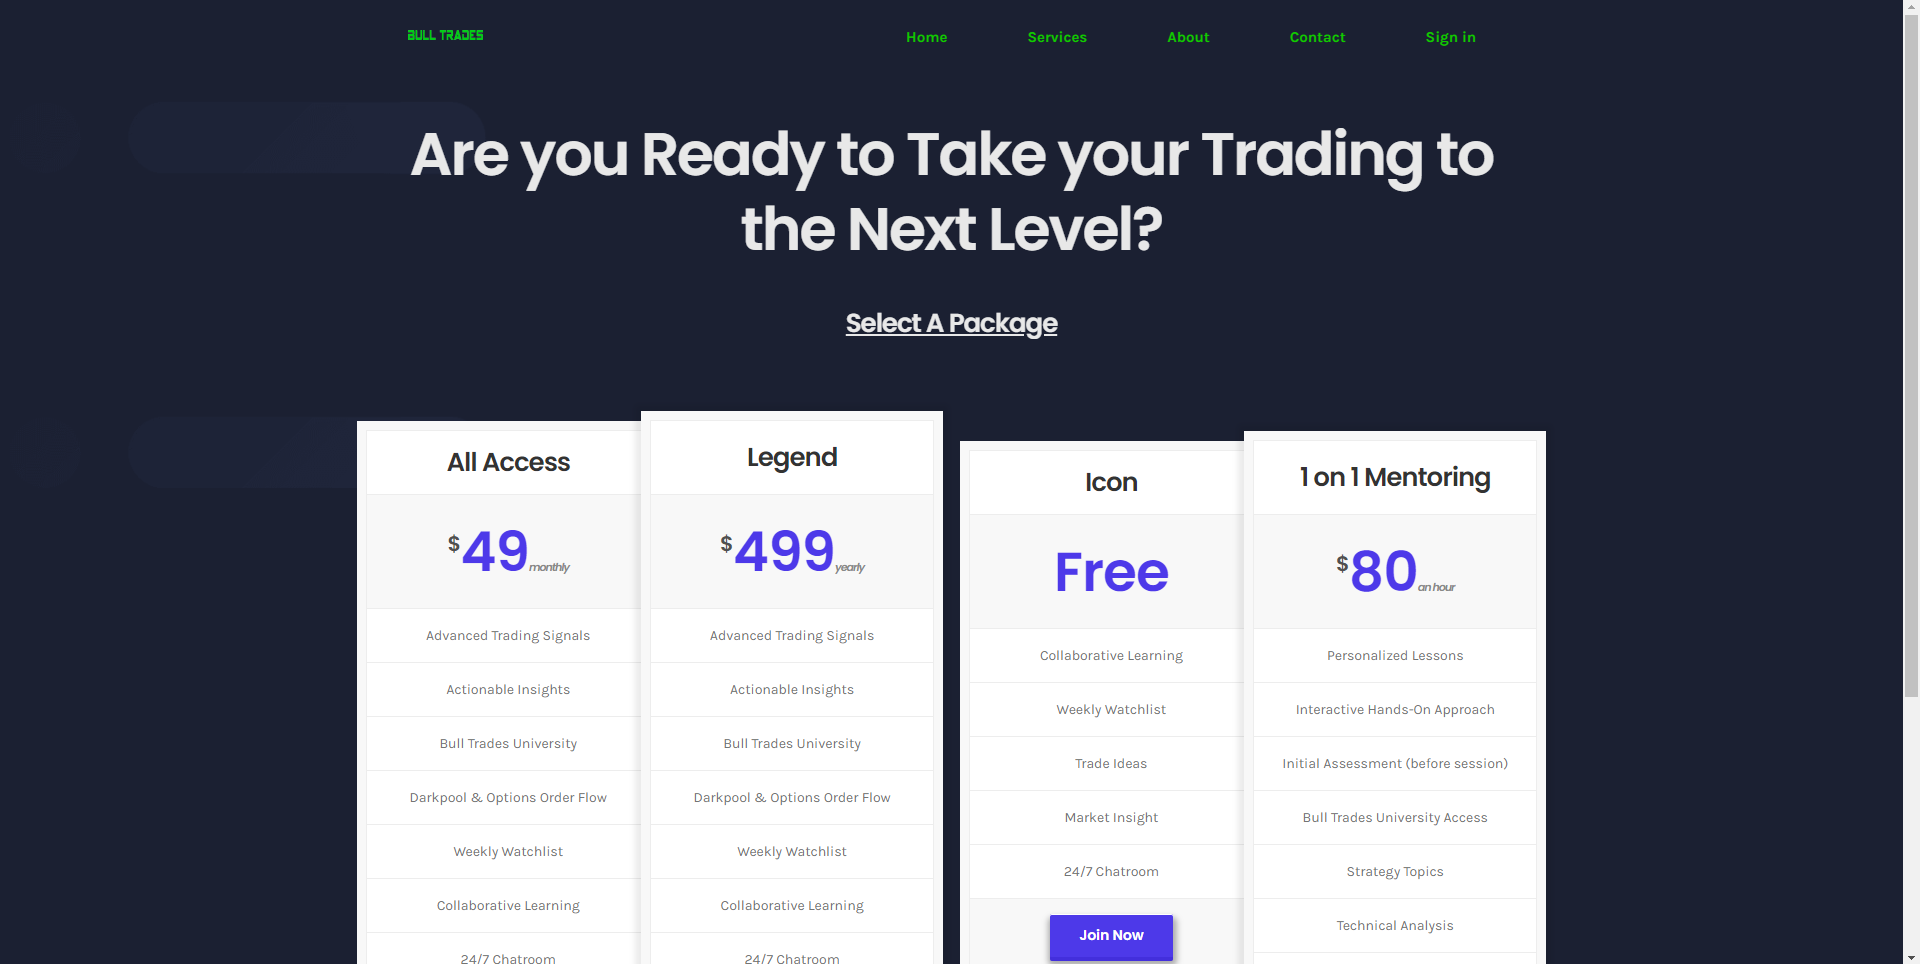 BULL TRADES
Home
Services
About
Contact
Sign in
Are you Ready to Take your Trading to
the Next Level?
Select A Package
All Access
$49 monthly
Advanced Trading Signals
Actionable Insights
Bull Trades University
Darkpool & Options Order Flow
Weekly Watchlist
Collaborative Learning
24/7 Chatroom
Legend
$499 yearly
Advanced Trading Signals
Actionable Insights
Bull Trades University
Darkpool & Options Order Flow
Weekly Watchlist
Collaborative Learning
24/7 Chatroom
Icon
Free
Collaborative Learning
Weekly Watchlist
Trade Ideas
Market Insight
24/7 Chatroom
Join Now
1 on 1 Mentoring
$80 an hour
Personalized Lessons
Interactive Hands-On Approach
Initial Assessment (before session)
Bull Trades University Access
Strategy Topics
Technical Analysis